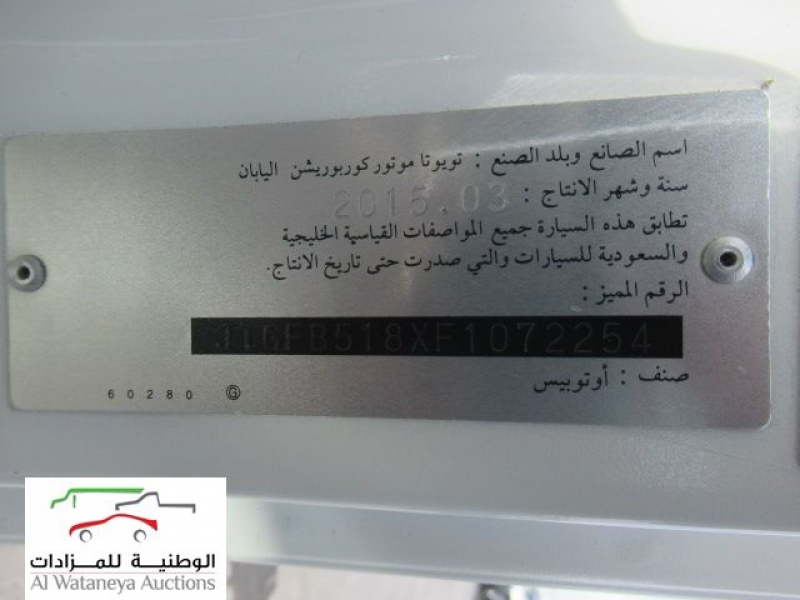 اسم الصانع وبلد الصنع : تويوتا موتور كوربوريشن اليابان
سنة وشهر الانتاج : 2015.03
تطابق هذه السيارة جميع المواصفات القياسية الخليجية
والسعودية للسيارات والتي صدرت حتى تاريخ الانتاج.
الرقم المميز :
JTGFB518XF1072254
صنف : أوتوبيس
60280 G
الوطنية للمزادات
Al Wataneya Auctions